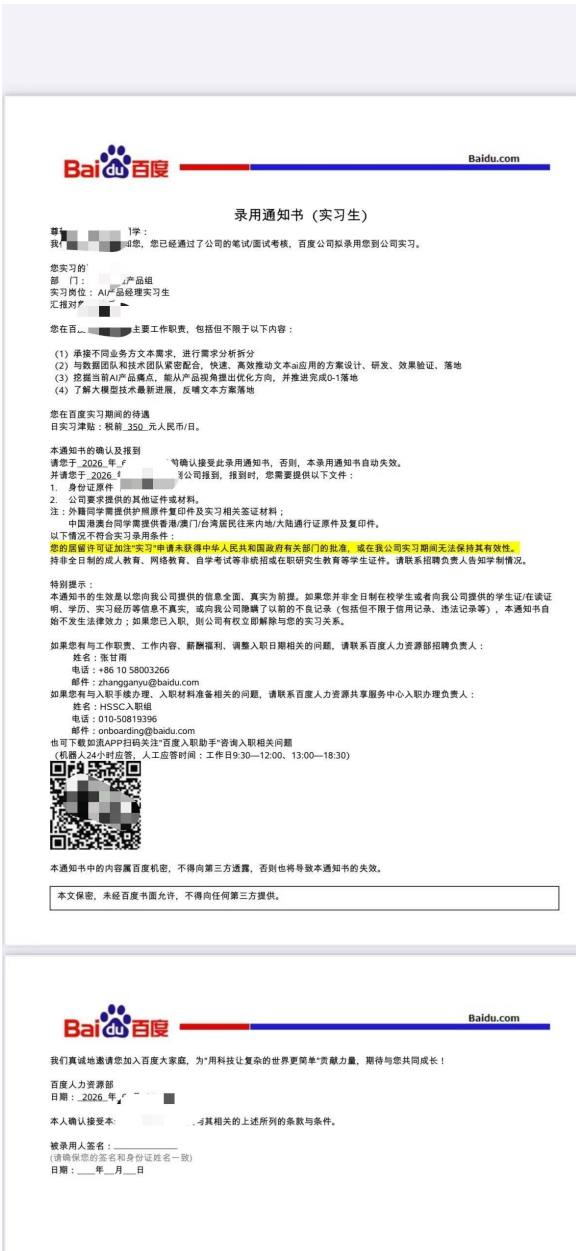 Bai du 百度
Baidu.com
录用通知书（实习生）
尊 学：
我 您，您已经通过了公司的笔试/面试考核，百度公司拟录用您到公司实习。
您实习的
部 门： 产品组
实习岗位：AI产品经理实习生
汇报对
您在百 主要工作职责，包括但不限于以下内容：
（1）承接不同业务方文本需求，进行需求分析拆分
（2）与数据团队和技术团队紧密配合，快速、高效推动文本ai应用的方案设计、研发、效果验证、落地
（3）挖掘当前AI产品痛点，能从产品视角提出优化方向，并推进完成0-1落地
（4）了解大模型技术最新进展，反哺文本方案落地
您在百度实习期间的待遇
日实习津贴：税前 350 元人民币/日。
本通知书的确认及报到
请您于 2026 年 前确认接受此录用通知书，否则，本录用通知书自动失效。
并请您于 2026 公司报到，报到时，您需要提供以下文件：
1. 身份证原件
2. 公司要求提供的其他证件或材料。
注：外籍同学需提供护照原件复印件及实习相关签证材料；
中国港澳台同学需提供香港/澳门/台湾居民往来内地/大陆通行证原件及复印件。
以下情况不符合实习录用条件：
您的居留许可证加注"实习"申请未获得中华人民共和国政府有关部门的批准，或在我公司实习期间无法保持其有效性。
持非全日制的成人教育、网络教育、自学考试等非统招或在职研究生教育等学生证件。请联系招聘负责人告知学制情况。
特别提示：
本通知书的生效是以您向我公司提供的信息全面、真实为前提。如果您并非全日制在校学生或者向我公司提供的学生证/在读证
明、学历、实习经历等信息不真实，或向我公司隐瞒了以前的不良记录（包括但不限于信用记录、违法记录等），本通知书自
始不发生法律效力；如果您已入职，则公司有权立即解除与您的实习关系。
如果您有与工作职责、工作内容、薪酬福利、调整入职日期相关的问题，请联系百度人力资源部招聘负责人：
姓名：张甘雨
电话：+86 10 58003266
邮件：zhangganyu@baidu.com
如果您有与入职手续办理、入职材料准备相关的问题，请联系百度人力资源共享服务中心入职办理负责人：
姓名：HSSC入职组
电话：010-50819396
邮件：onboarding@baidu.com
也可下载如流APP扫码关注"百度入职助手"咨询入职相关问题
（机器人24小时应答，人工应答时间：工作日9:30—12:00、13:00—18:30）
本通知书中的内容属百度机密，不得向第三方透露，否则也将导致本通知书的失效。
本文保密，未经百度书面允许，不得向任何第三方提供。
Bai du 百度
Baidu.com
我们真诚地邀请您加入百度大家庭，为"用科技让复杂的世界更简单"贡献力量，期待与您共同成长！
百度人力资源部
日期：2026 年
本人确认接受本 与其相关的上述所列的条款与条件。
被录用人签名：
(请确保您的签名和身份证姓名一致)
日期：____年__月__日